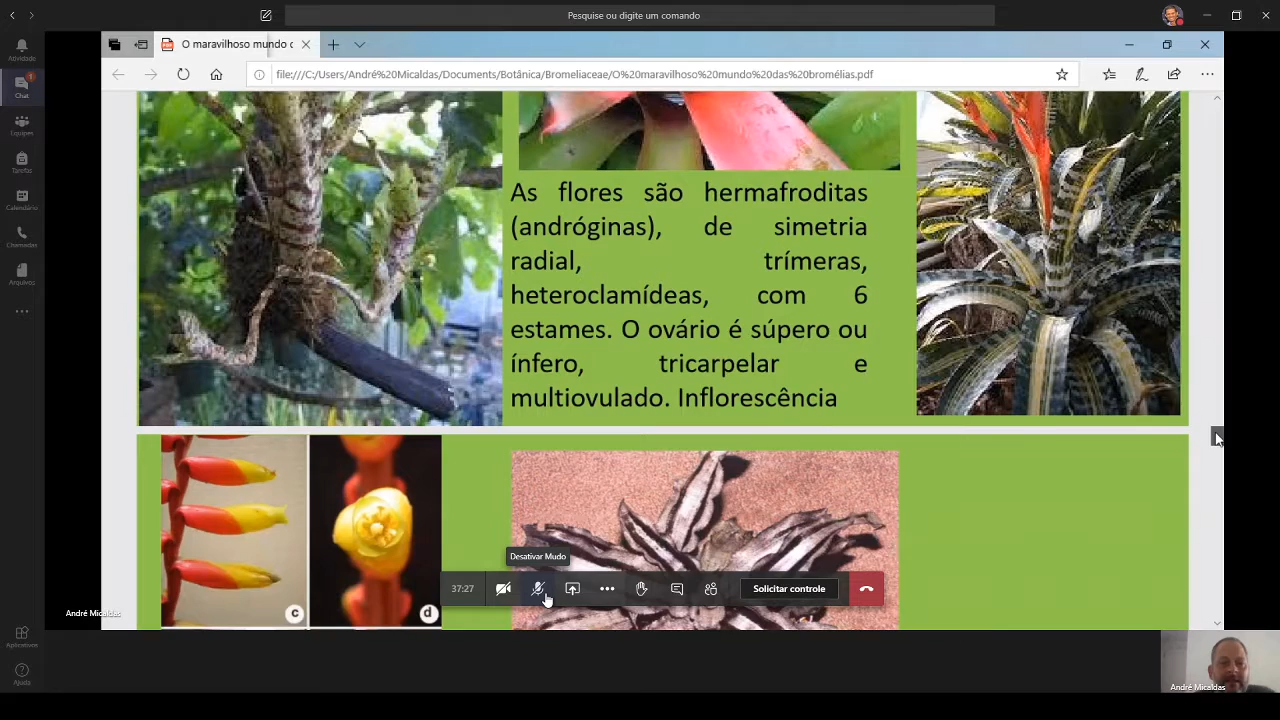 Pesquise ou digite um comando
Atividade
1
Chat
Equipes
Tarefas
Calendário
Chamadas
Arquivos
Aplicativos
Ajuda
PDF
O maravilhoso mundo d
file:///C:/Users/André%20Micaldas/Documents/Botânica/Bromeliaceae/O%20maravilhoso%20mundo%20das%20bromélias.pdf
As flores são hermafroditas
(andróginas), de simetria
radial, trímeras,
heteroclamídeas, com 6
estames. O ovário é súpero ou
ínfero, tricarpelar e
multiovulado. Inflorescência
c
d
Desativar Mudo
37:27
Solicitar controle
André Micaldas
André Micaldas